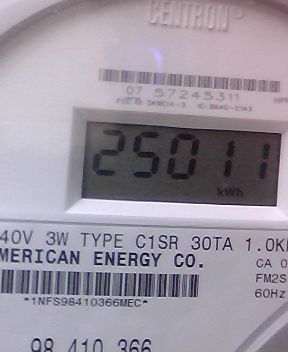 CENTRON®
07 57245311
25011
kWh
40V 3W TYPE C1SR 30TA 1.0K
MERICAN ENERGY CO.
CA 0
FM2S
60Hz
*1NFS98410366MEC*
98 410 366